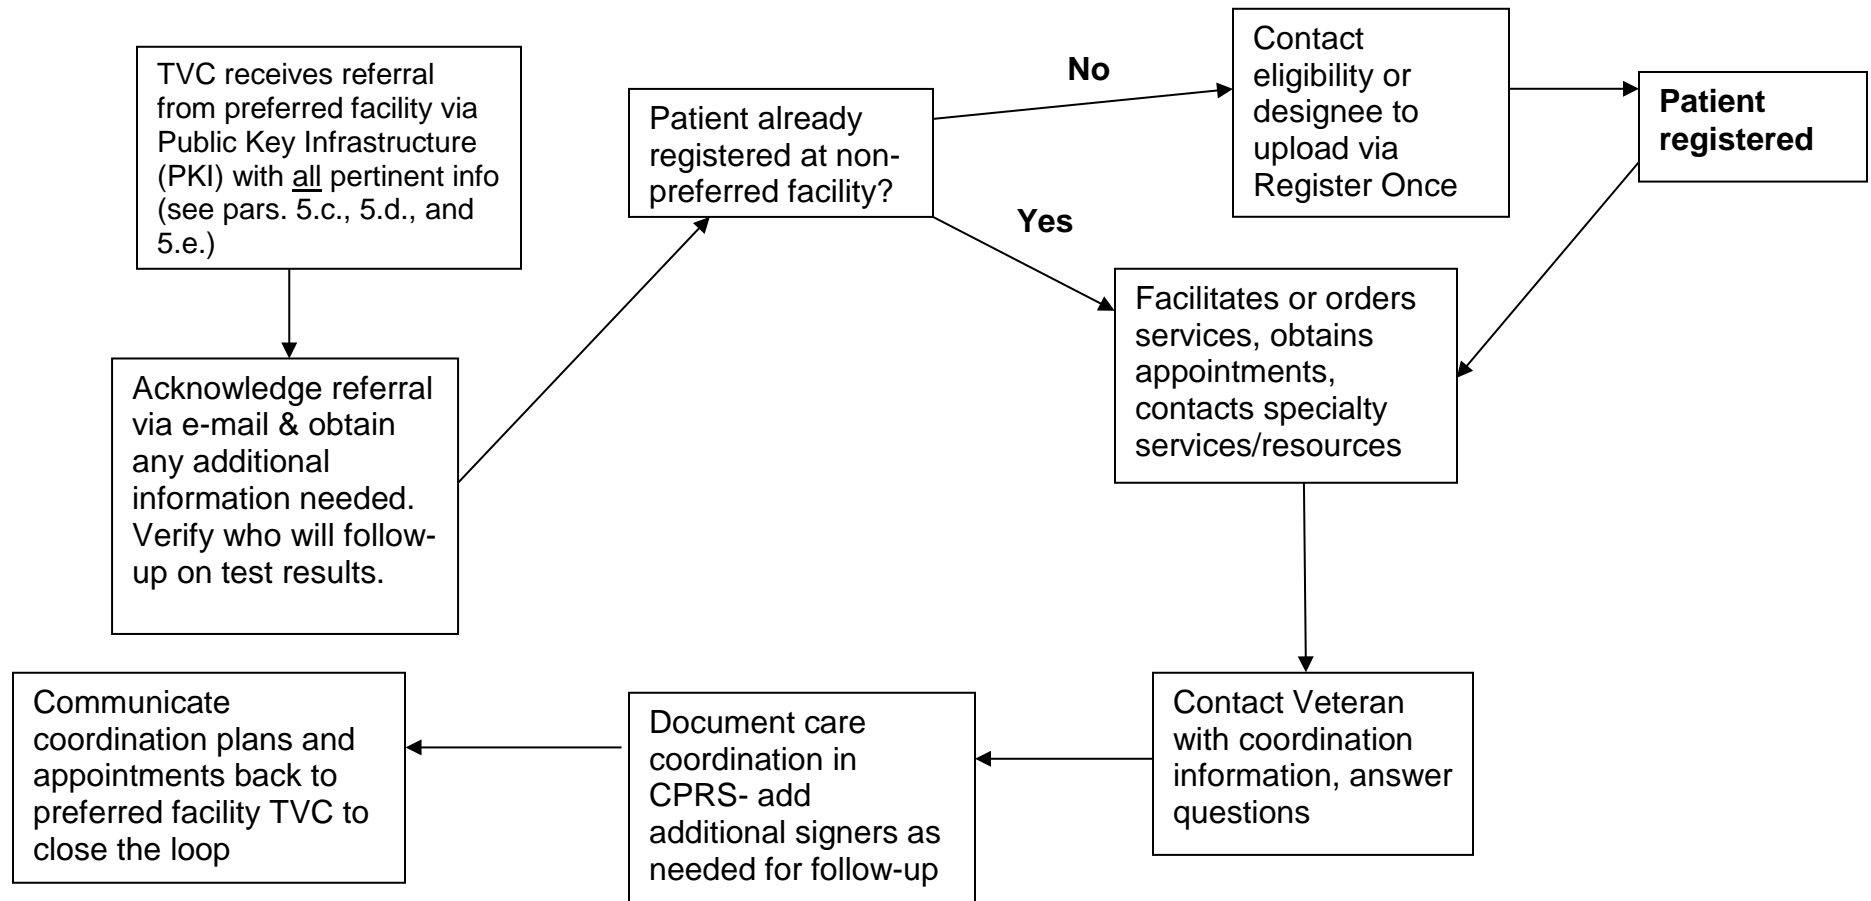 TVC receives referral
from preferred facility via
Public Key Infrastructure
(PKI) with all pertinent info
(see pars. 5.c., 5.d., and
5.e.)
Acknowledge referral
via e-mail & obtain
any additional
information needed.
Verify who will follow-
up on test results.
Patient already
registered at non-
preferred facility?
No
Contact
eligibility or
designee to
upload via
Register Once
Patient
registered
Yes
Facilitates or orders
services, obtains
appointments,
contacts specialty
services/resources
Contact Veteran
with coordination
information, answer
questions
Document care
coordination in
CPRS- add
additional signers as
needed for follow-up
Communicate
coordination plans and
appointments back to
preferred facility TVC to
close the loop